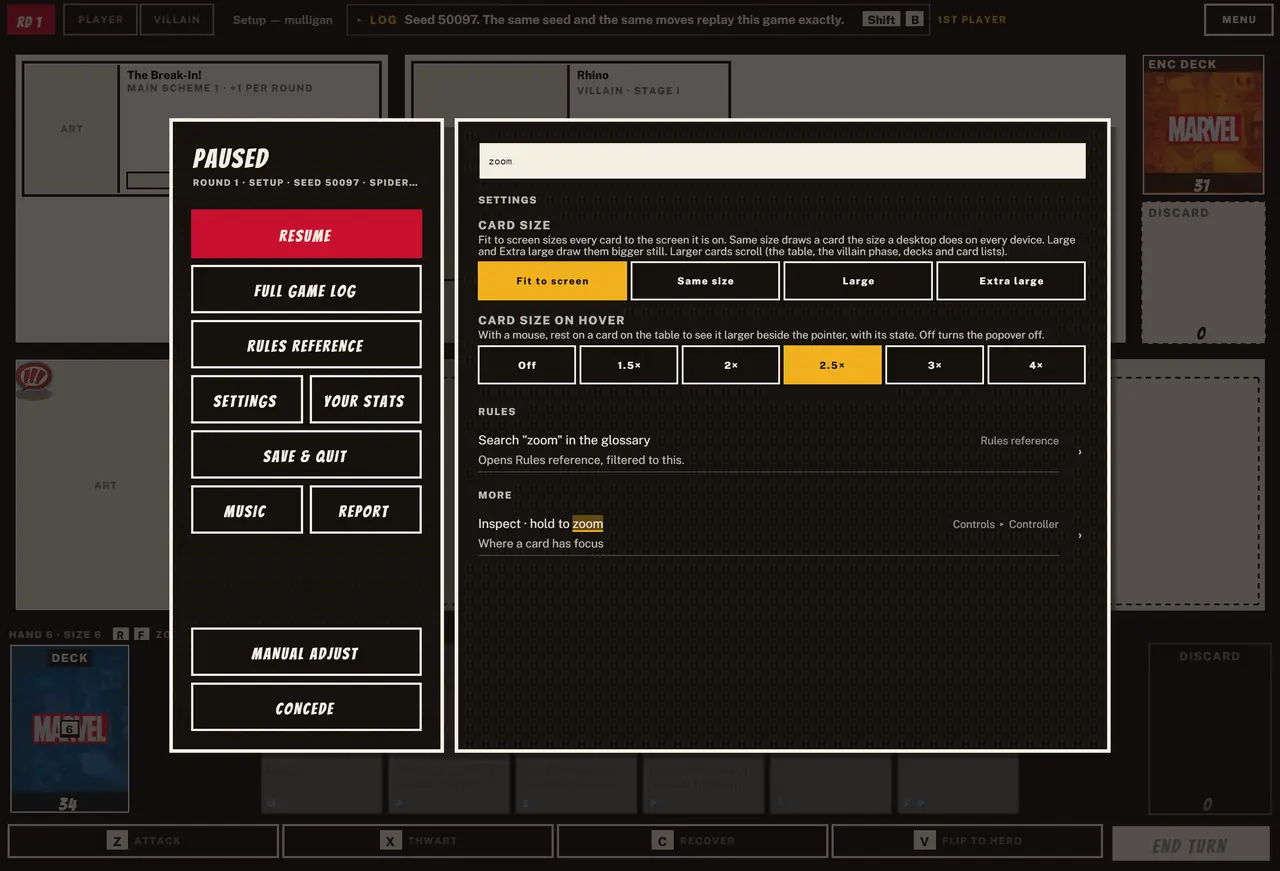 RD 1
PLAYER
VILLAIN
Setup — mulligan
▸ LOG Seed 50097. The same seed and the same moves replay this game exactly. Shift B
1ST PLAYER
MENU
The Break-In!
MAIN SCHEME 1 · +1 PER ROUND
ART
Rhino
VILLAIN · STAGE I
ENC DECK
MARVEL
31
DISCARD
0
PAUSED
ROUND 1 · SETUP · SEED 50097 · SPIDER…
RESUME
FULL GAME LOG
RULES REFERENCE
SETTINGS
YOUR STATS
SAVE & QUIT
MUSIC
REPORT
MANUAL ADJUST
CONCEDE
zoom
SETTINGS
CARD SIZE
Fit to screen sizes every card to the screen it is on. Same size draws a card the size a desktop does on every device. Large
and Extra large draw them bigger still. Larger cards scroll (the table, the villain phase, decks and card lists).
Fit to screen
Same size
Large
Extra large
CARD SIZE ON HOVER
With a mouse, rest on a card on the table to see it larger beside the pointer, with its state. Off turns the popover off.
Off
1.5×
2×
2.5×
3×
4×
RULES
Search "zoom" in the glossary
Rules reference
Opens Rules reference, filtered to this.
MORE
Inspect · hold to zoom
Controls ▸ Controller
Where a card has focus
ART
HAND 6 · SIZE 6 R F
DECK
MARVEL
6
34
DISCARD
0
Z ATTACK
X THWART
C RECOVER
V FLIP TO HERO
END TURN